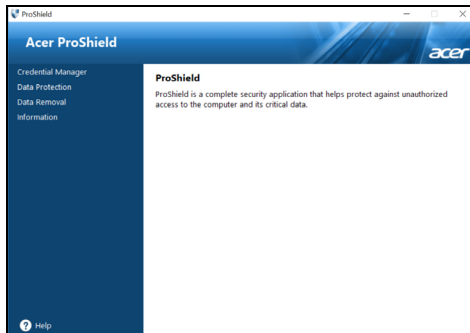 ProShield
Acer ProShield
acer
Credential Manager
Data Protection
Data Removal
Information
ProShield
ProShield is a complete security application that helps protect against unauthorized
access to the computer and its critical data.
? Help